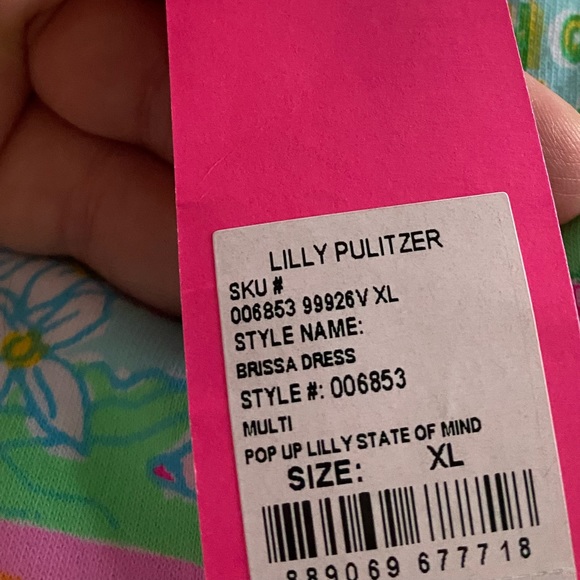 LILLY PULITZER
SKU #
006853 99926V XL
STYLE NAME:
BRISSA DRESS
STYLE #: 006853
MULTI
POP UP LILLY STATE OF MIND
SIZE: XL
889069 677718